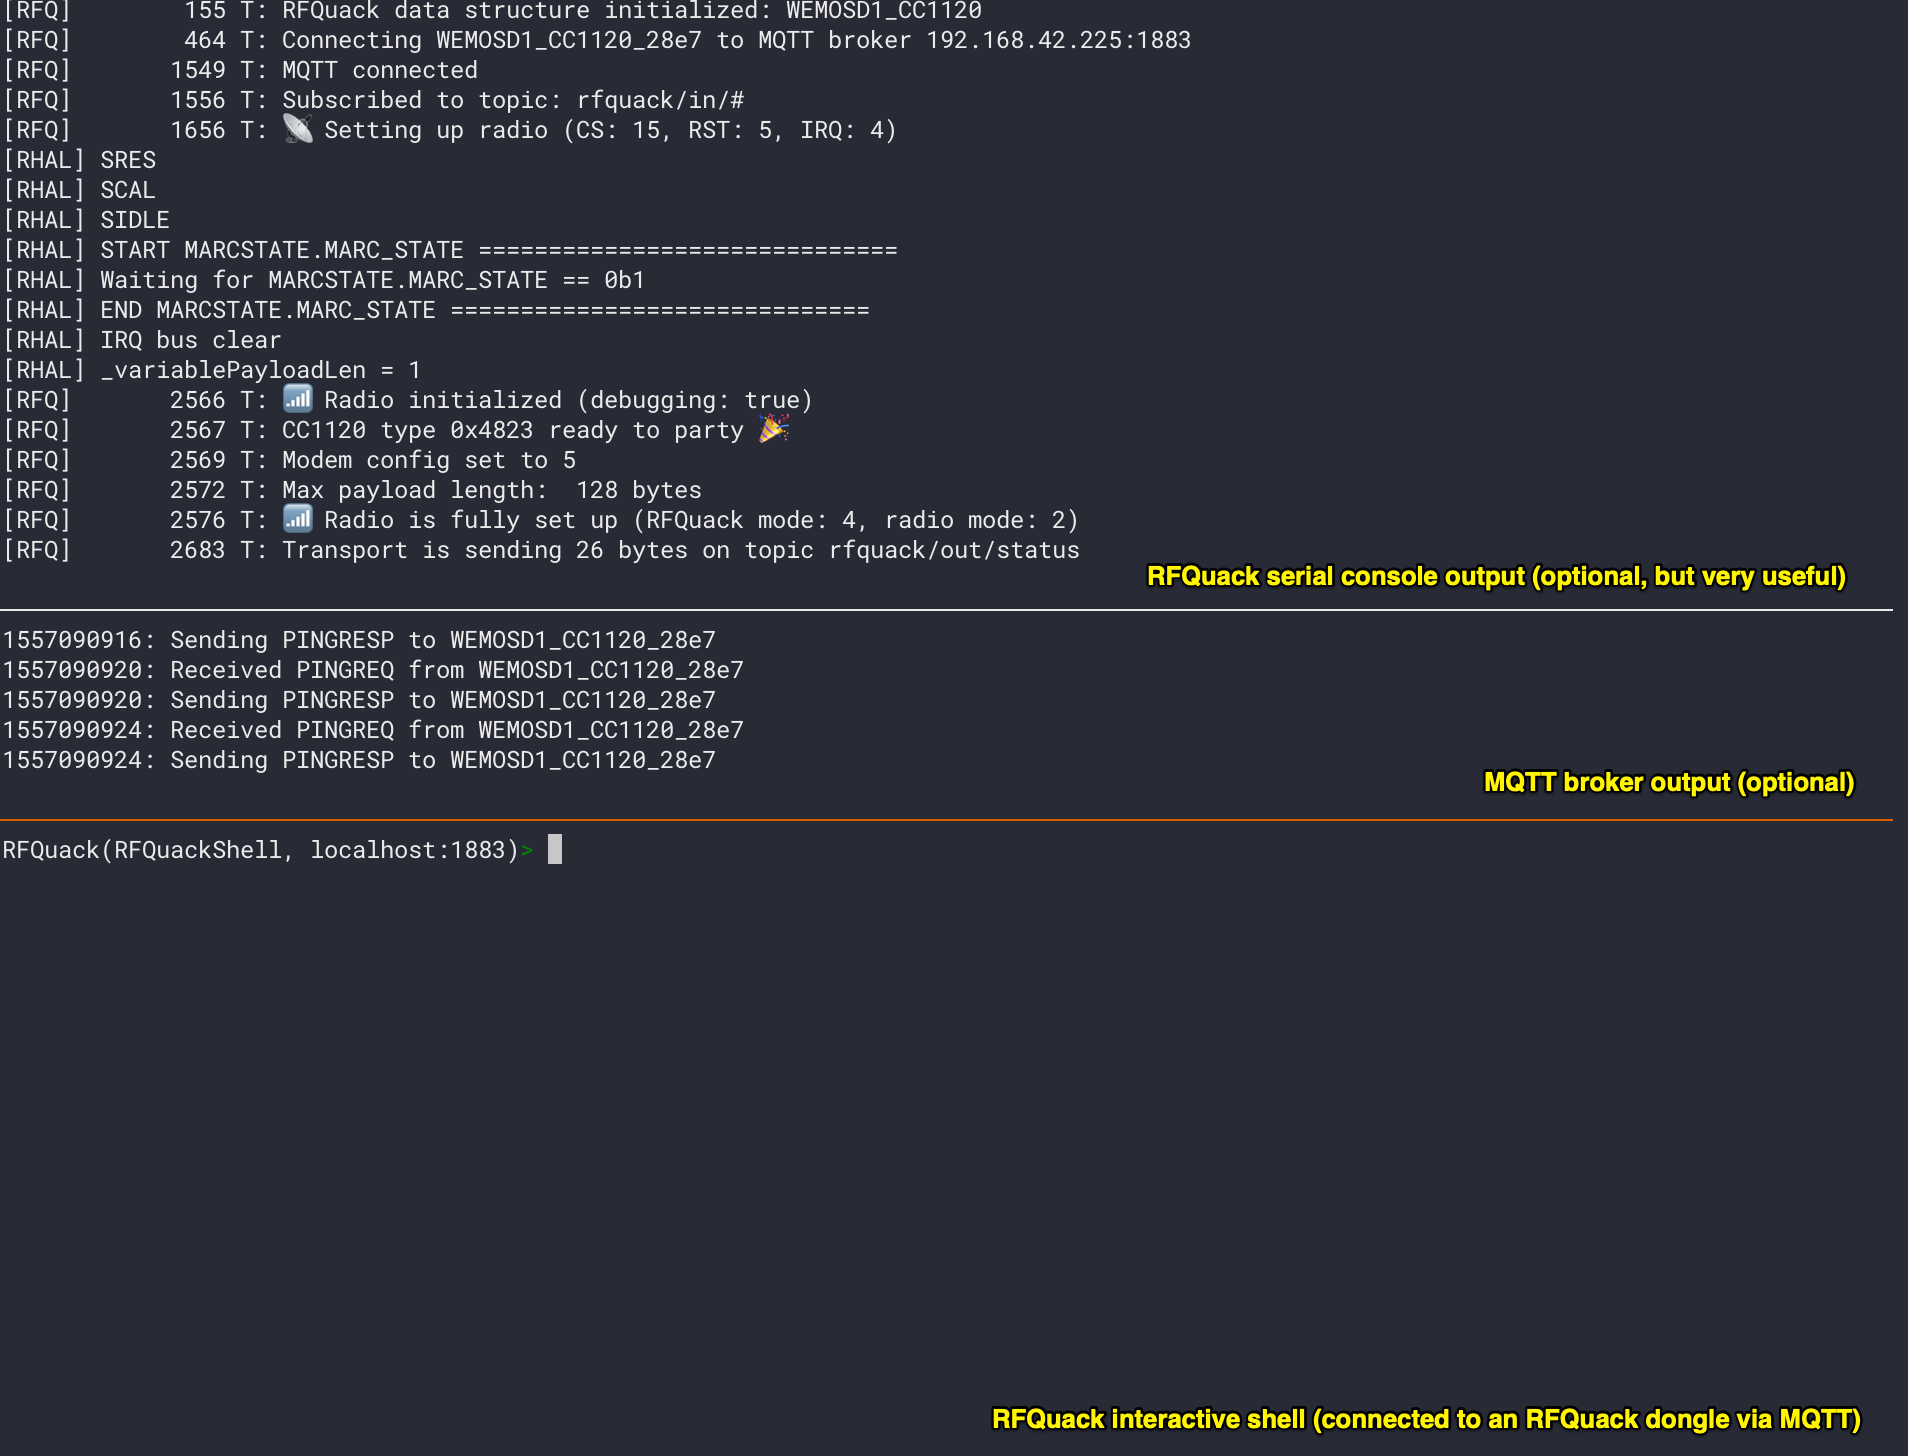 [RFQ]        155 T: RFQuack data structure initialized: WEMOSD1_CC1120
[RFQ]        464 T: Connecting WEMOSD1_CC1120_28e7 to MQTT broker 192.168.42.225:1883
[RFQ]       1549 T: MQTT connected
[RFQ]       1556 T: Subscribed to topic: rfquack/in/#
[RFQ]       1656 T: 📡 Setting up radio (CS: 15, RST: 5, IRQ: 4)
[RHAL] SRES
[RHAL] SCAL
[RHAL] SIDLE
[RHAL] START MARCSTATE.MARC_STATE ==============================
[RHAL] Waiting for MARCSTATE.MARC_STATE == 0b1
[RHAL] END MARCSTATE.MARC_STATE ==============================
[RHAL] IRQ bus clear
[RHAL] _variablePayloadLen = 1
[RFQ]       2566 T: 📶 Radio initialized (debugging: true)
[RFQ]       2567 T: CC1120 type 0x4823 ready to party 🎉
[RFQ]       2569 T: Modem config set to 5
[RFQ]       2572 T: Max payload length:  128 bytes
[RFQ]       2576 T: 📶 Radio is fully set up (RFQuack mode: 4, radio mode: 2)
[RFQ]       2683 T: Transport is sending 26 bytes on topic rfquack/out/status
RFQuack serial console output (optional, but very useful)
1557090916: Sending PINGRESP to WEMOSD1_CC1120_28e7
1557090920: Received PINGREQ from WEMOSD1_CC1120_28e7
1557090920: Sending PINGRESP to WEMOSD1_CC1120_28e7
1557090924: Received PINGREQ from WEMOSD1_CC1120_28e7
1557090924: Sending PINGRESP to WEMOSD1_CC1120_28e7
MQTT broker output (optional)
RFQuack(RFQuackShell, localhost:1883)>
RFQuack interactive shell (connected to an RFQuack dongle via MQTT)